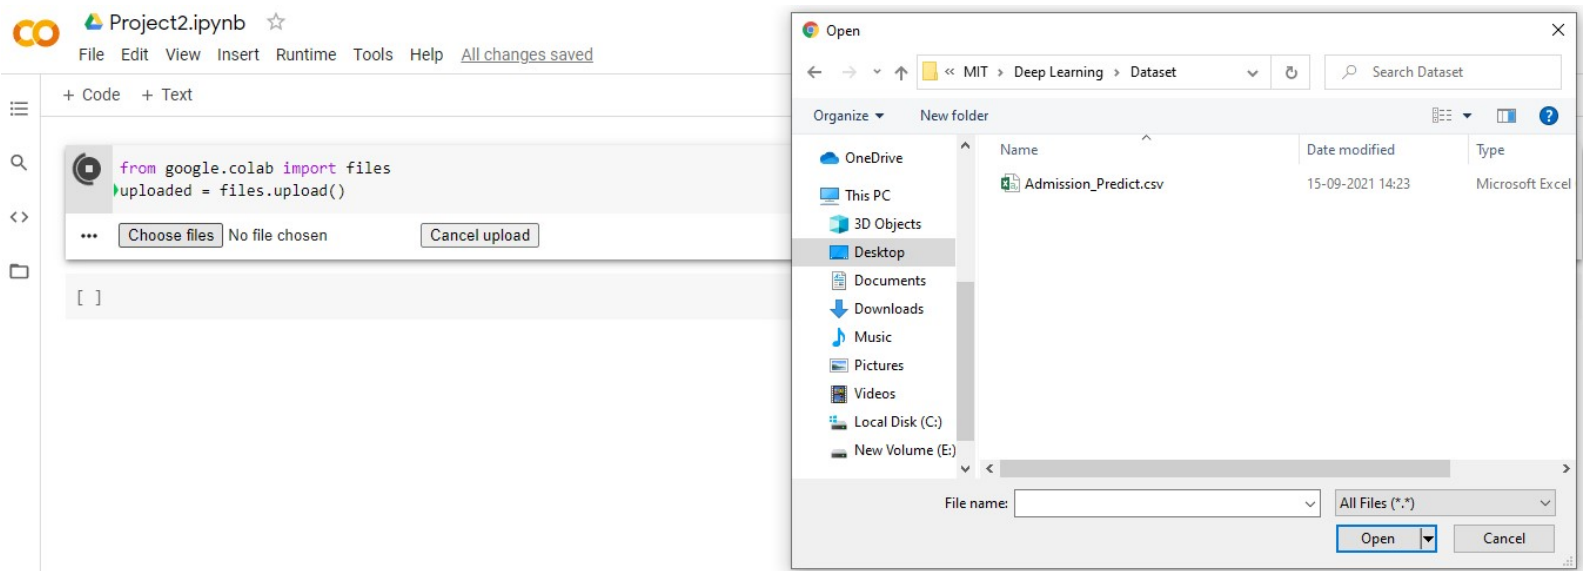 Project2.ipynb
File Edit View Insert Runtime Tools Help All changes saved
+ Code + Text
from google.colab import files
uploaded = files.upload()
Choose files No file chosen Cancel upload
[ ]
Open
« MIT > Deep Learning > Dataset
Search Dataset
Organize New folder
OneDrive
This PC
3D Objects
Desktop
Documents
Downloads
Music
Pictures
Videos
Local Disk (C:)
New Volume (E:)
Name Date modified Type
Admission_Predict.csv 15-09-2021 14:23 Microsoft Excel
File name: All Files (*.*)
Open Cancel